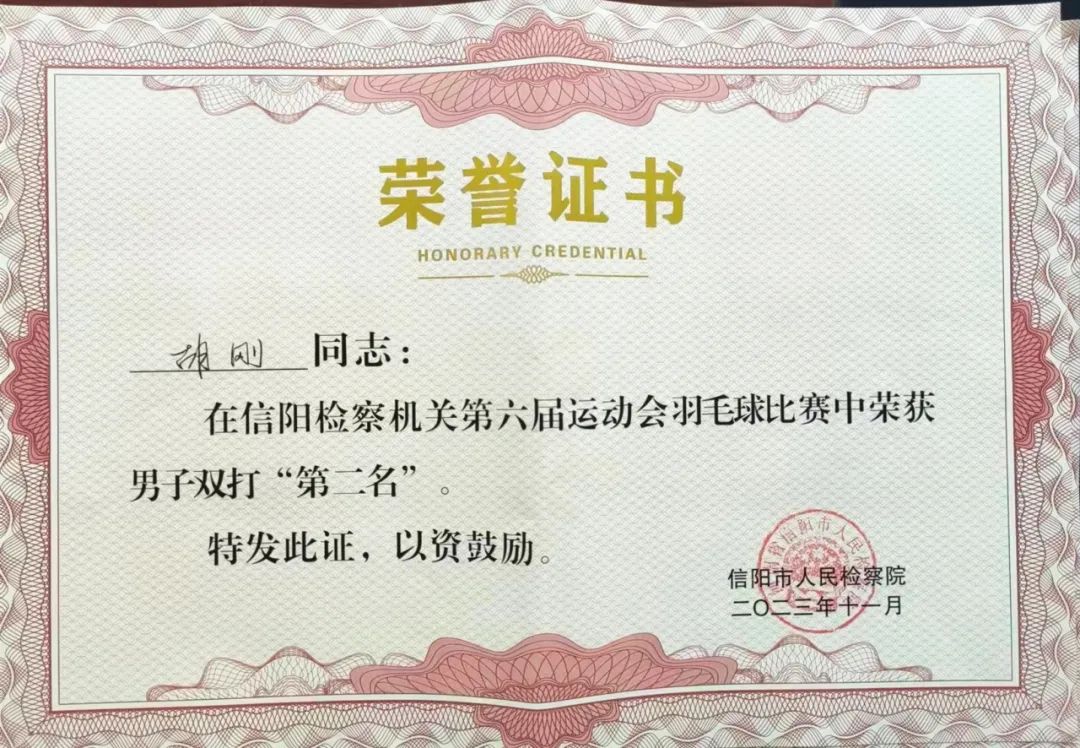 荣誉证书
HONORARY CREDENTIAL
胡刚 同志：
在信阳检察机关第六届运动会羽毛球比赛中荣获
男子双打“第二名”。
特发此证，以资鼓励。
信阳市人民检察院
二〇二三年十一月